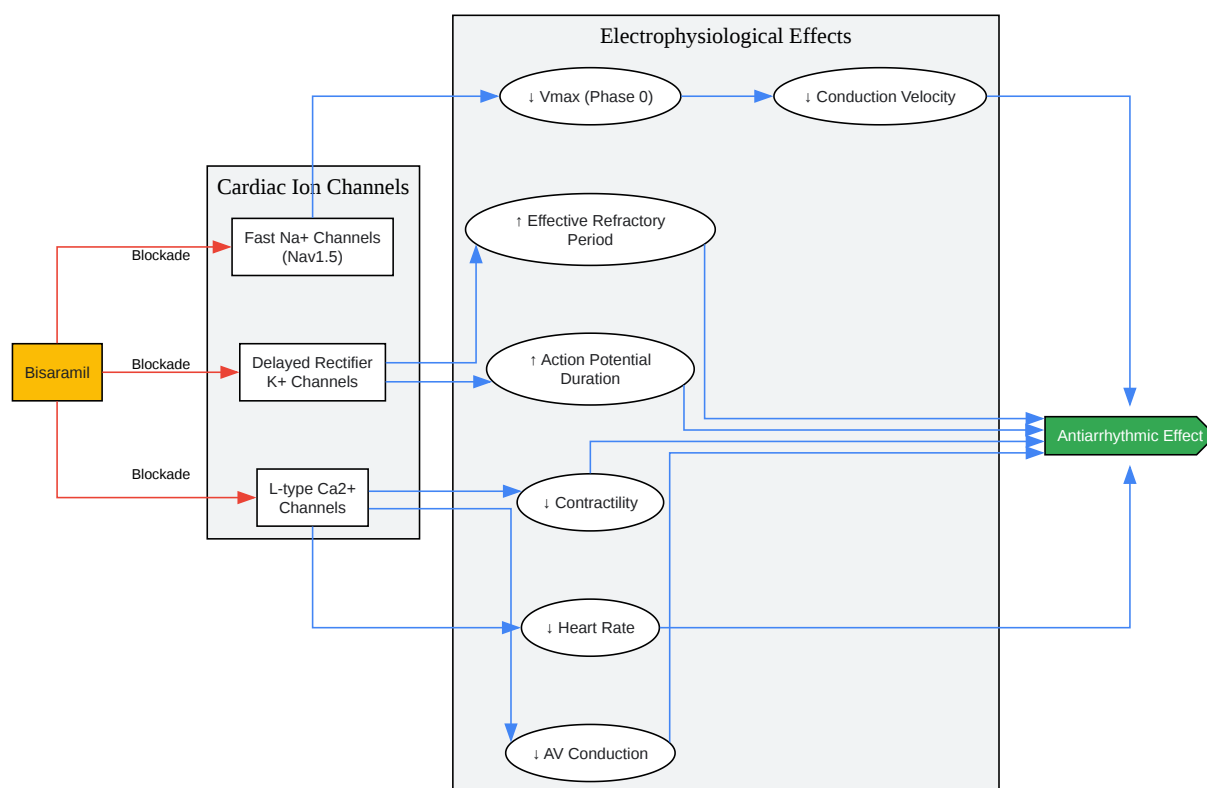 Electrophysiological Effects
↓ Vmax (Phase 0)
↓ Conduction Velocity
Cardiac Ion Channels
Fast Na+ Channels
(Nav1.5)
Blockade
↑ Effective Refractory
Period
Bisaramil
Blockade
Delayed Rectifier
K+ Channels
↑ Action Potential
Duration
Antiarrhythmic Effect
Blockade
L-type Ca2+
Channels
↓ Contractility
↓ Heart Rate
↓ AV Conduction